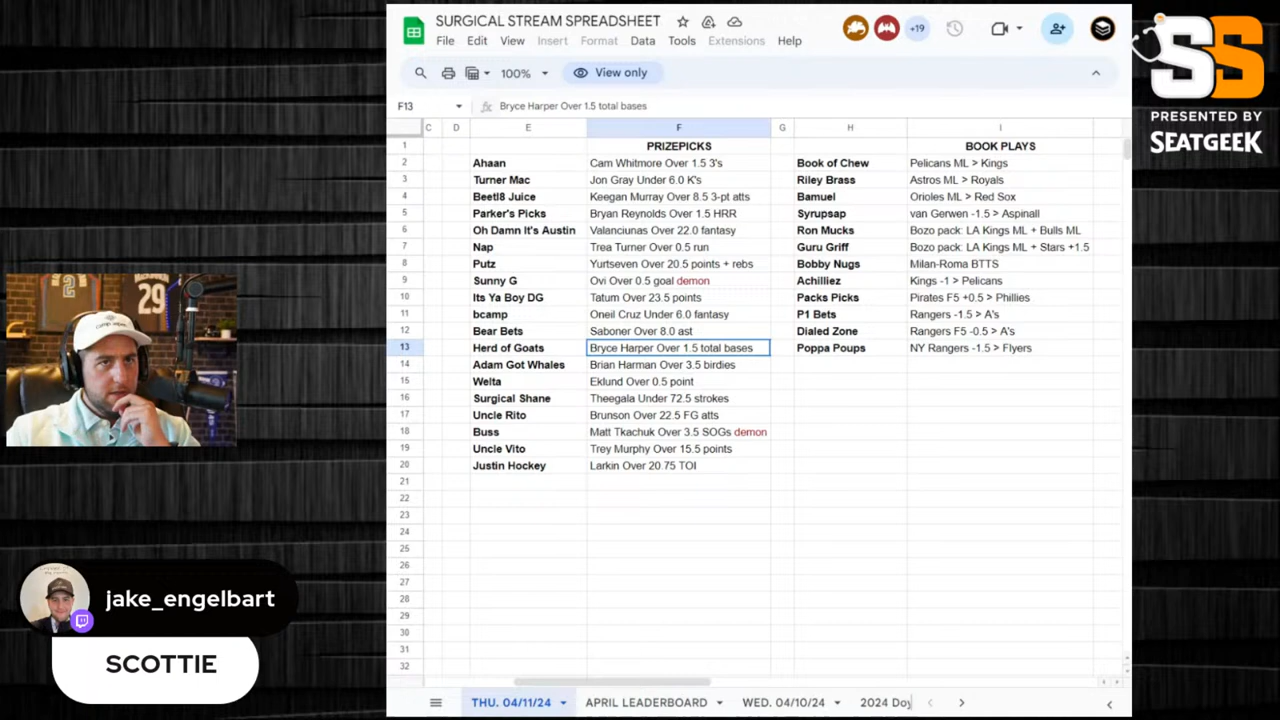 SURGICAL STREAM SPREADSHEET
File Edit View Insert Format Data Tools Extensions Help
+19
100% View only
F13 Bryce Harper Over 1.5 total bases
C D E F G H I
1 PRIZEPICKS BOOK PLAYS
2 Ahaan Cam Whitmore Over 1.5 3's Book of Chew Pelicans ML > Kings
3 Turner Mac Jon Gray Under 6.0 K's Riley Brass Astros ML > Royals
4 Beetl8 Juice Keegan Murray Over 8.5 3-pt atts Bamuel Orioles ML > Red Sox
5 Parker's Picks Bryan Reynolds Over 1.5 HRR Syrupsap van Gerwen -1.5 > Aspinall
6 Oh Damn It's Austin Valanciunas Over 22.0 fantasy Ron Mucks Bozo pack: LA Kings ML + Bulls ML
7 Nap Trea Turner Over 0.5 run Guru Griff Bozo pack: LA Kings ML + Stars +1.5
8 Putz Yurtseven Over 20.5 points + rebs Bobby Nugs Milan-Roma BTTS
9 Sunny G Ovi Over 0.5 goal demon Achilliez Kings -1 > Pelicans
10 Its Ya Boy DG Tatum Over 23.5 points Packs Picks Pirates F5 +0.5 > Phillies
11 bcamp Oneil Cruz Under 6.0 fantasy P1 Bets Rangers -1.5 > A's
12 Bear Bets Saboner Over 8.0 ast Dialed Zone Rangers F5 -0.5 > A's
13 Herd of Goats Bryce Harper Over 1.5 total bases Poppa Poups NY Rangers -1.5 > Flyers
14 Adam Got Whales Brian Harman Over 3.5 birdies
15 Welta Eklund Over 0.5 point
16 Surgical Shane Theegala Under 72.5 strokes
17 Uncle Rito Brunson Over 22.5 FG atts
18 Buss Matt Tkachuk Over 3.5 SOGs demon
19 Uncle Vito Trey Murphy Over 15.5 points
20 Justin Hockey Larkin Over 20.75 TOI
21
22
23
24
25
26
27
28
29
30
31
32
THU. 04/11/24 APRIL LEADERBOARD WED. 04/10/24 2024 Doy
SS
PRESENTED BY
SEATGEEK
2
29
jake_engelbart
SCOTTIE